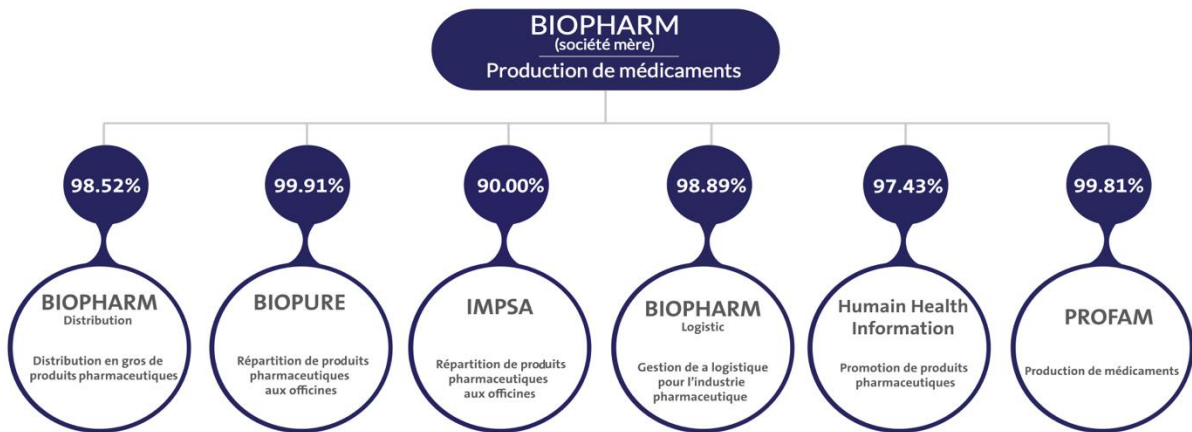 BIOPHARM
(société mère)
Production de médicaments
98.52%
99.91%
90.00%
98.89%
97.43%
99.81%
BIOPHARM
Distribution
Distribution en gros de
produits pharmaceutiques
BIOPURE
Répartition de produits
pharmaceutiques
aux officines
IMPSA
Répartition de produits
pharmaceutiques
aux officines
BIOPHARM
Logistic
Gestion de a logistique
pour l'industrie
pharmaceutique
Humain Health
Information
Promotion de produits
pharmaceutiques
PROFAM
Production de médicaments